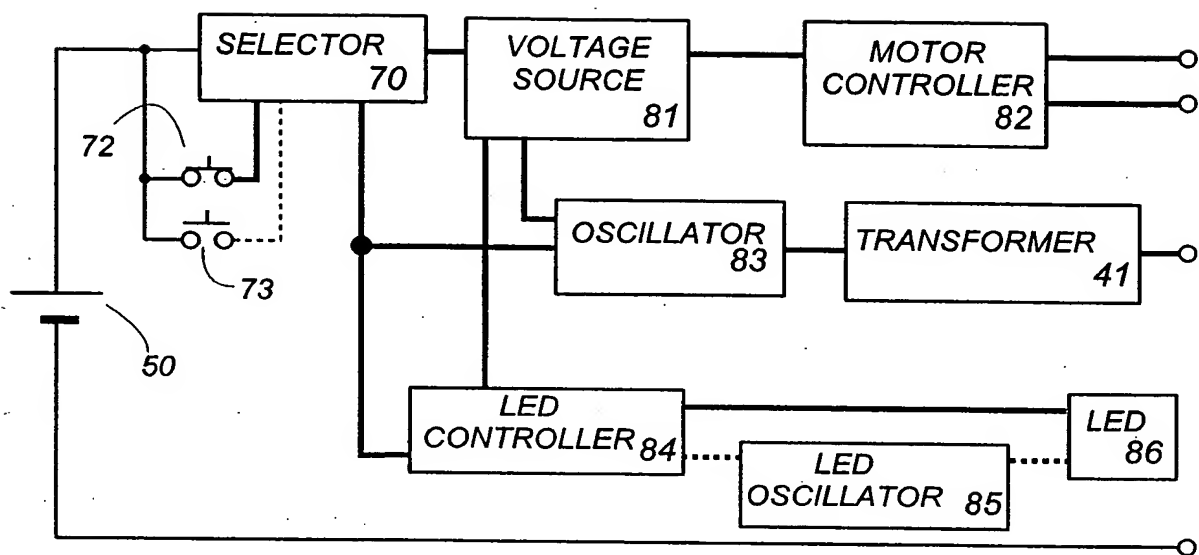 SELECTOR
70
VOLTAGE
SOURCE
81
MOTOR
CONTROLLER
82
72
73
50
OSCILLATOR
83
TRANSFORMER
41
LED
CONTROLLER 84
LED
OSCILLATOR 85
LED
86